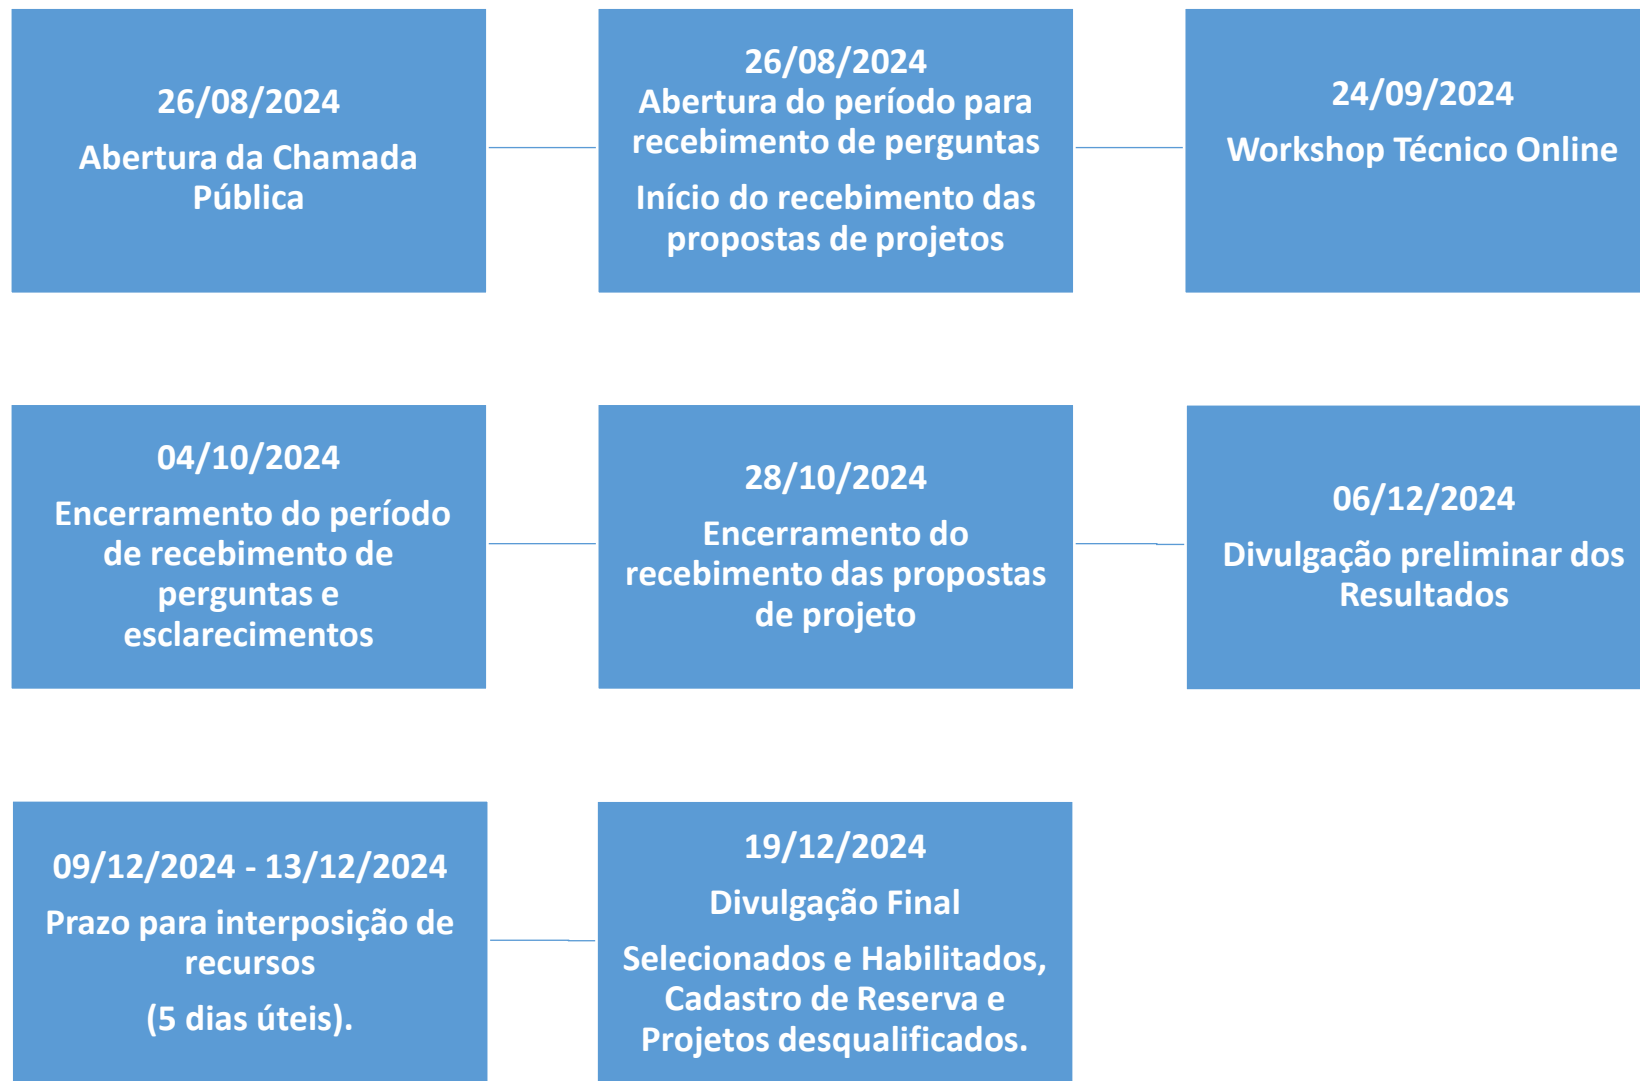 26/08/2024
Abertura da Chamada
Pública
26/08/2024
Abertura do período para
recebimento de perguntas
Início do recebimento das
propostas de projetos
24/09/2024
Workshop Técnico Online
04/10/2024
Encerramento do período
de recebimento de
perguntas e
esclarecimentos
28/10/2024
Encerramento do
recebimento das propostas
de projeto
06/12/2024
Divulgação preliminar dos
Resultados
09/12/2024 - 13/12/2024
Prazo para interposição de
recursos
(5 dias úteis).
19/12/2024
Divulgação Final
Selecionados e Habilitados,
Cadastro de Reserva e
Projetos desqualificados.